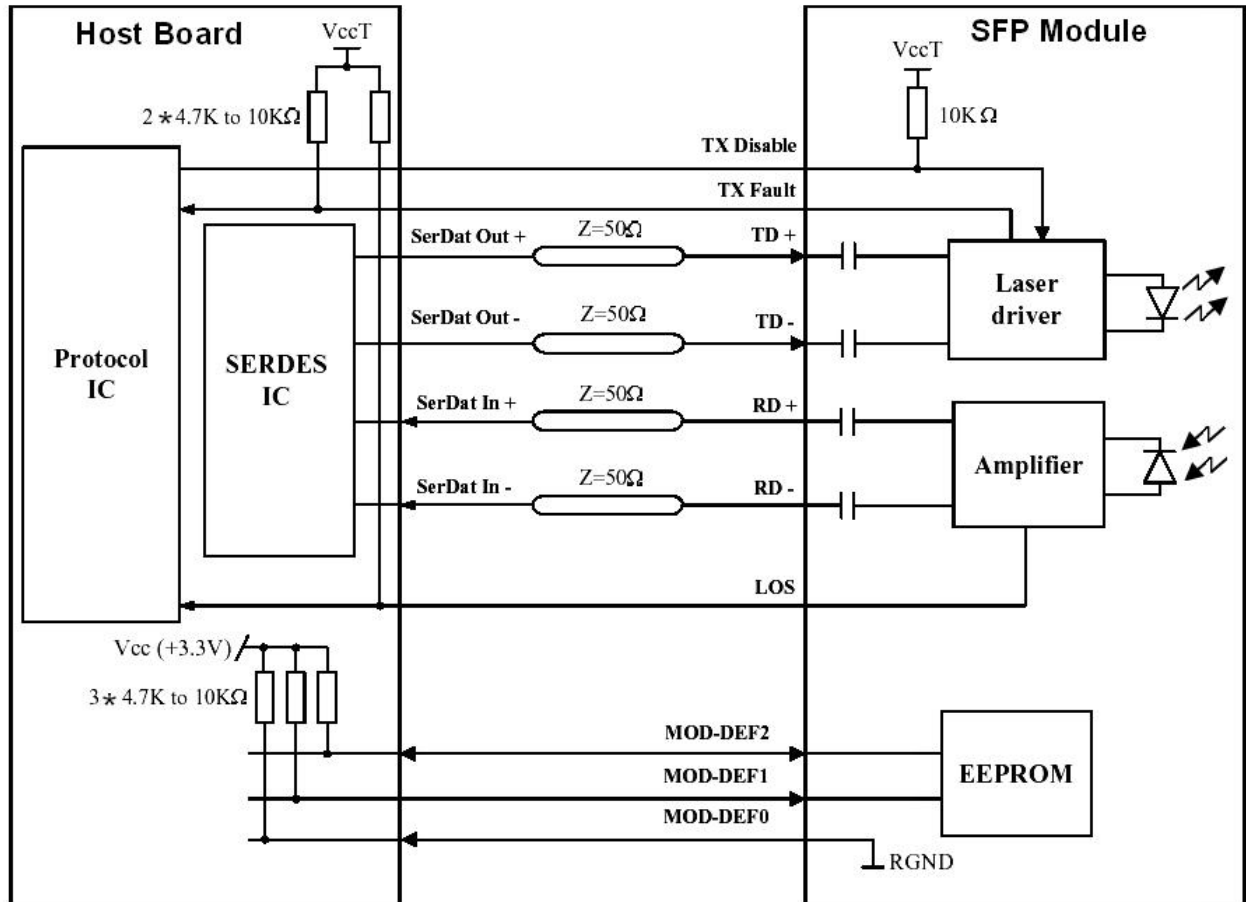 Host Board
SFP Module
VccT
VccT
2*4.7K to 10KΩ
10K Ω
TX Disable
TX Fault
SerDat Out +
Z=50Ω
TD +
Laser
driver
SerDat Out -
Z=50Ω
TD -
Protocol
IC
SERDES
IC
SerDat In +
Z=50Ω
RD +
Amplifier
SerDat In -
Z=50Ω
RD -
LOS
Vcc (+3.3V)
3*4.7K to 10KΩ
MOD-DEF2
MOD-DEF1
MOD-DEF0
EEPROM
RGND